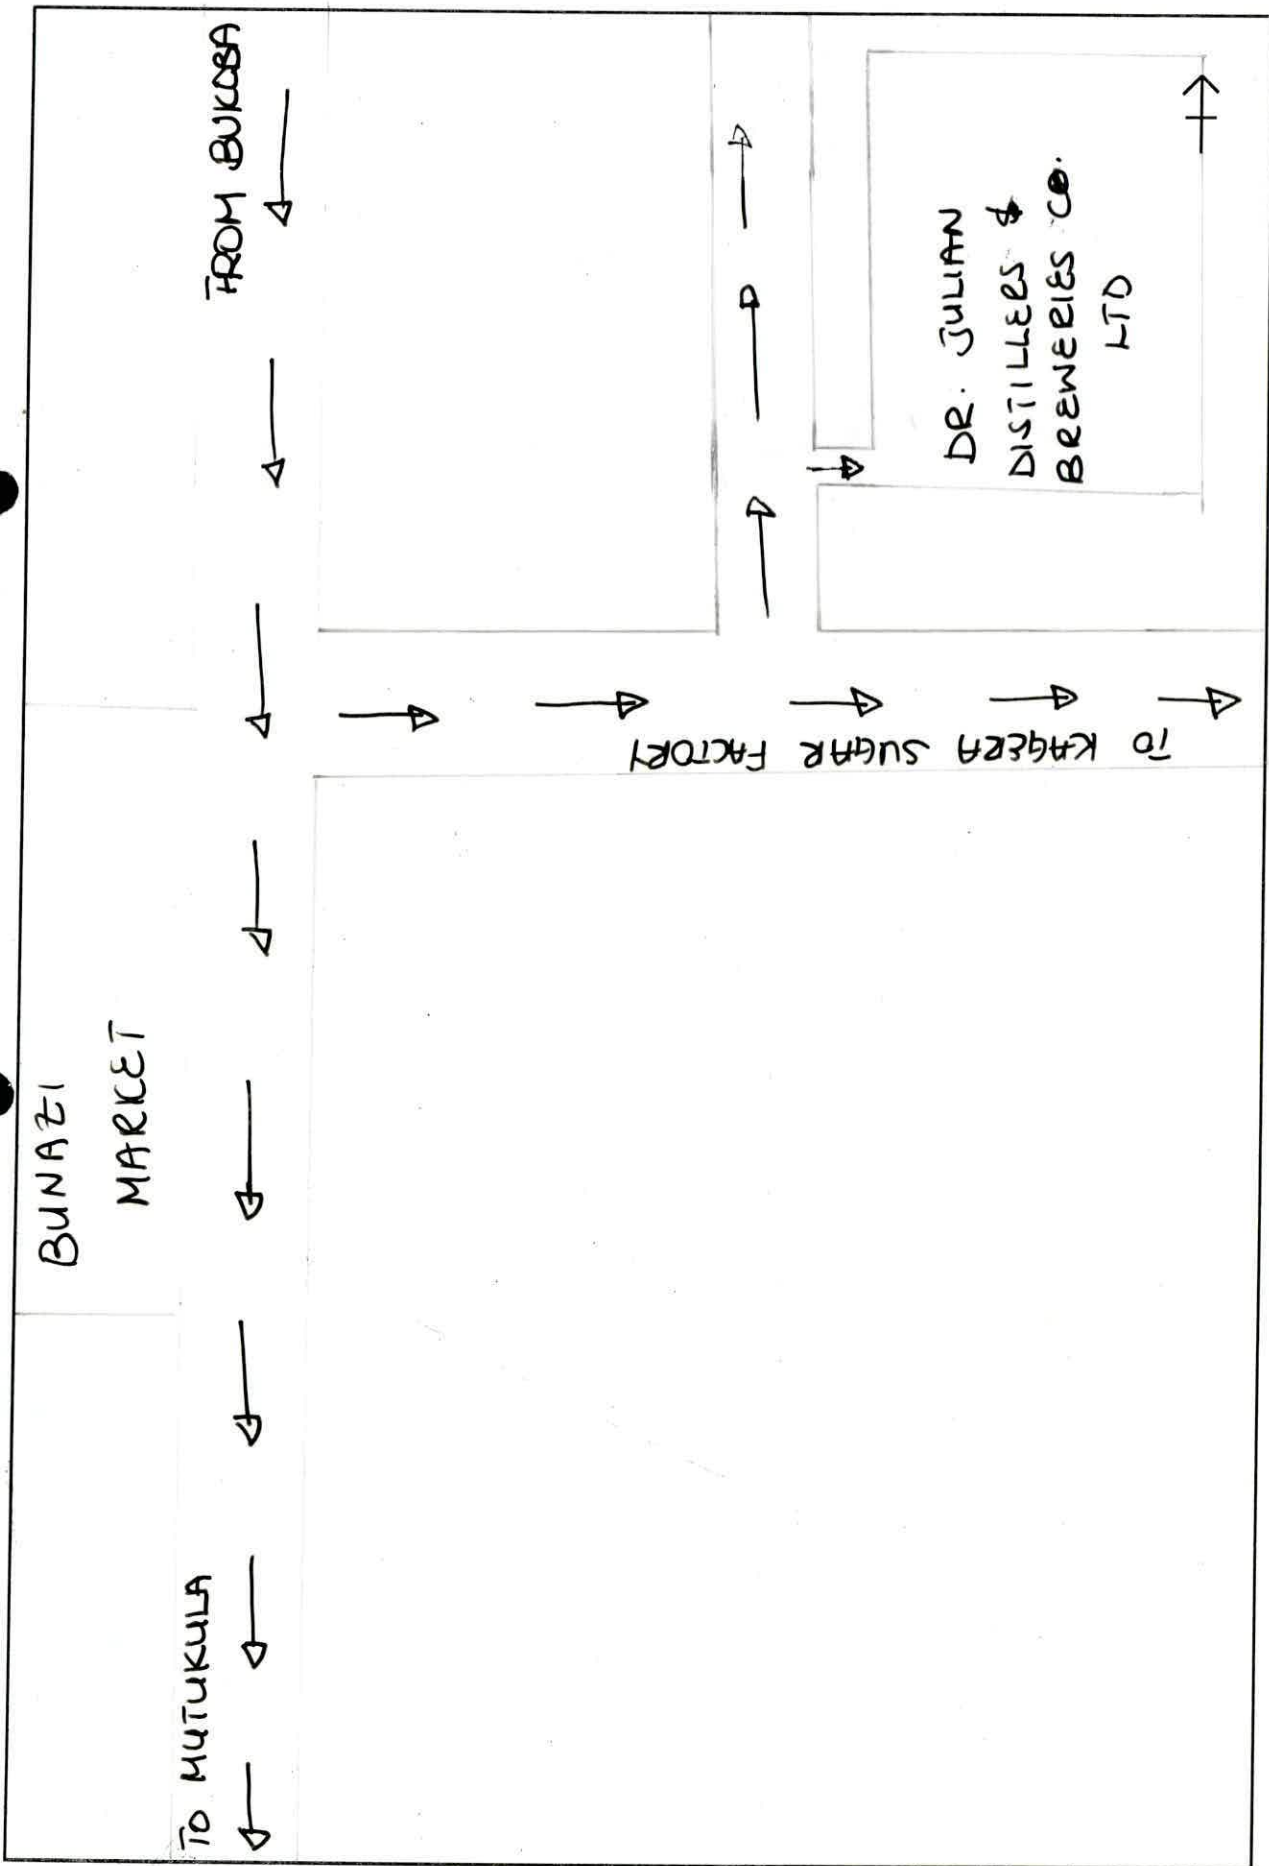 BUNAZI
MARKET
TO MUTUKULA
FROM BUKOBA
TO KAGERA SUGAR FACTORY
DR. JULIAN
DISTILLERS &
BREWERIES CO.
LTD